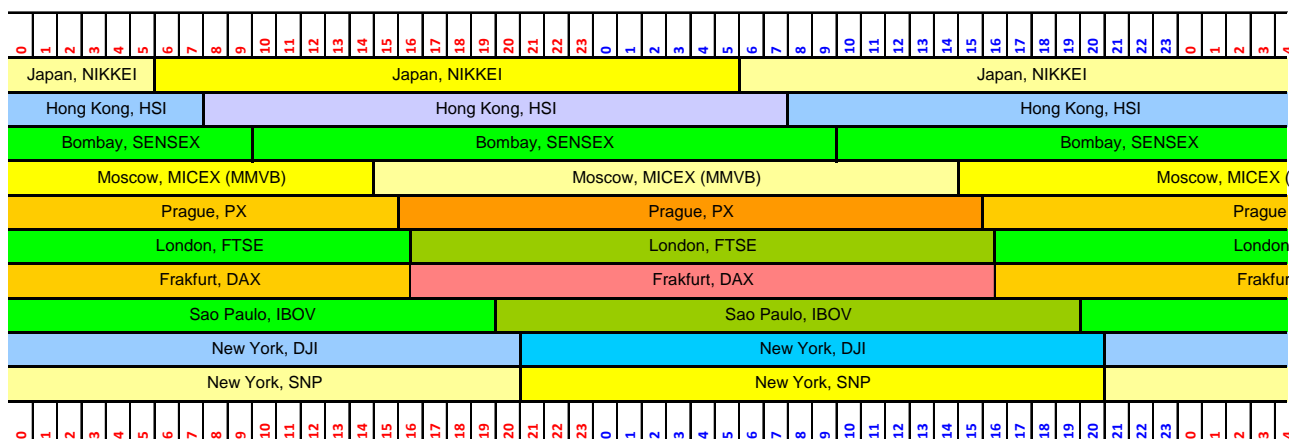 0 1 2 3 4 5 6 7 8 9 10 11 12 13 14 15 16 17 18 19 20 21 22 23 0 1 2 3 4 5 6 7 8 9 10 11 12 13 14 15 16 17 18 19 20 21 22 23 0 1 2 3 4
Japan, NIKKEI Japan, NIKKEI Japan, NIKKEI
Hong Kong, HSI Hong Kong, HSI Hong Kong, HSI
Bombay, SENSEX Bombay, SENSEX Bombay, SENSEX
Moscow, MICEX (MMVB) Moscow, MICEX (MMVB) Moscow, MICEX (
Prague, PX Prague, PX Prague
London, FTSE London, FTSE London
Frakfurt, DAX Frakfurt, DAX Frakfur
Sao Paulo, IBOV Sao Paulo, IBOV
New York, DJI New York, DJI
New York, SNP New York, SNP
0 1 2 3 4 5 6 7 8 9 10 11 12 13 14 15 16 17 18 19 20 21 22 23 0 1 2 3 4 5 6 7 8 9 10 11 12 13 14 15 16 17 18 19 20 21 22 23 0 1 2 3 4